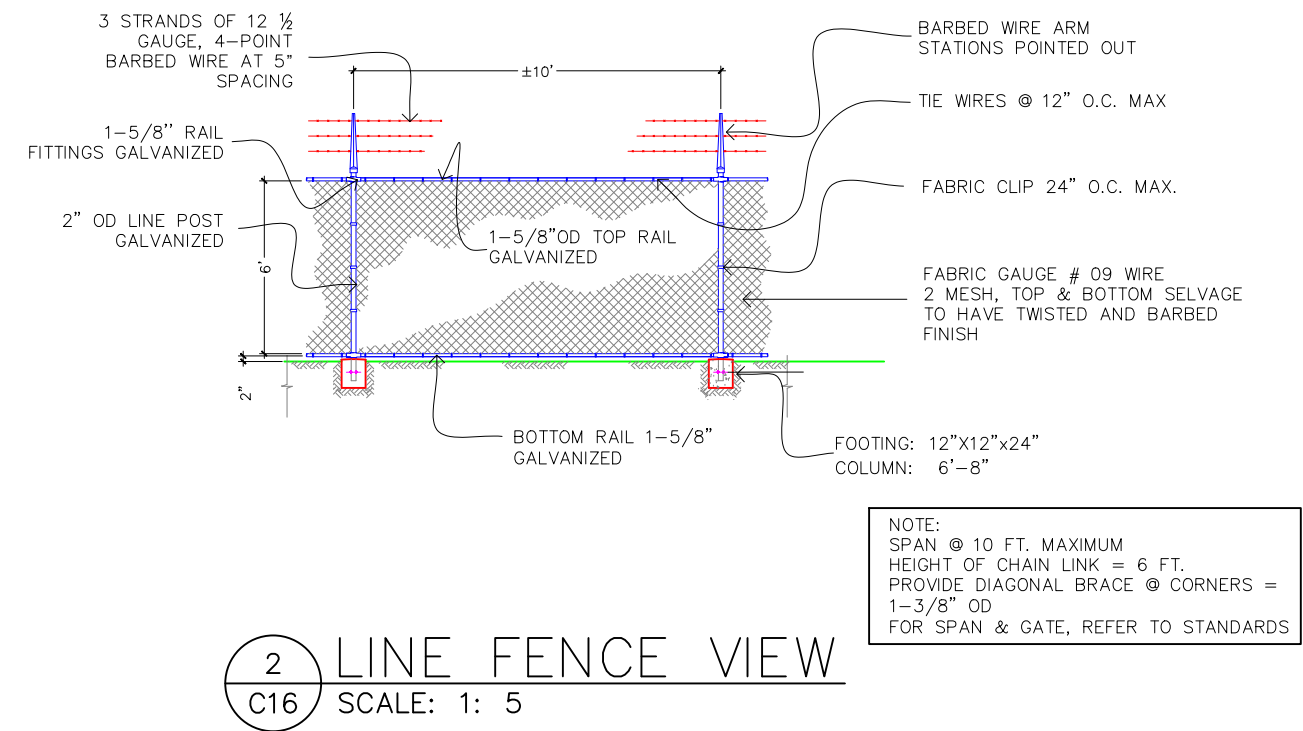 3 STRANDS OF 12 ½
GAUGE, 4-POINT
BARBED WIRE AT 5"
SPACING
±10'
BARBED WIRE ARM
STATIONS POINTED OUT
TIE WIRES @ 12" O.C. MAX
1-5/8'' RAIL
FITTINGS GALVANIZED
FABRIC CLIP 24" O.C. MAX.
2" OD LINE POST
GALVANIZED
1-5/8"OD TOP RAIL
GALVANIZED
6'
FABRIC GAUGE # 09 WIRE
2 MESH, TOP & BOTTOM SELVAGE
TO HAVE TWISTED AND BARBED
FINISH
2"
BOTTOM RAIL 1-5/8"
GALVANIZED
FOOTING: 12"X12"x24"
COLUMN: 6'-8"
NOTE:
SPAN @ 10 FT. MAXIMUM
HEIGHT OF CHAIN LINK = 6 FT.
PROVIDE DIAGONAL BRACE @ CORNERS =
1-3/8" OD
FOR SPAN & GATE, REFER TO STANDARDS
2
C16
LINE FENCE VIEW
SCALE: 1: 5